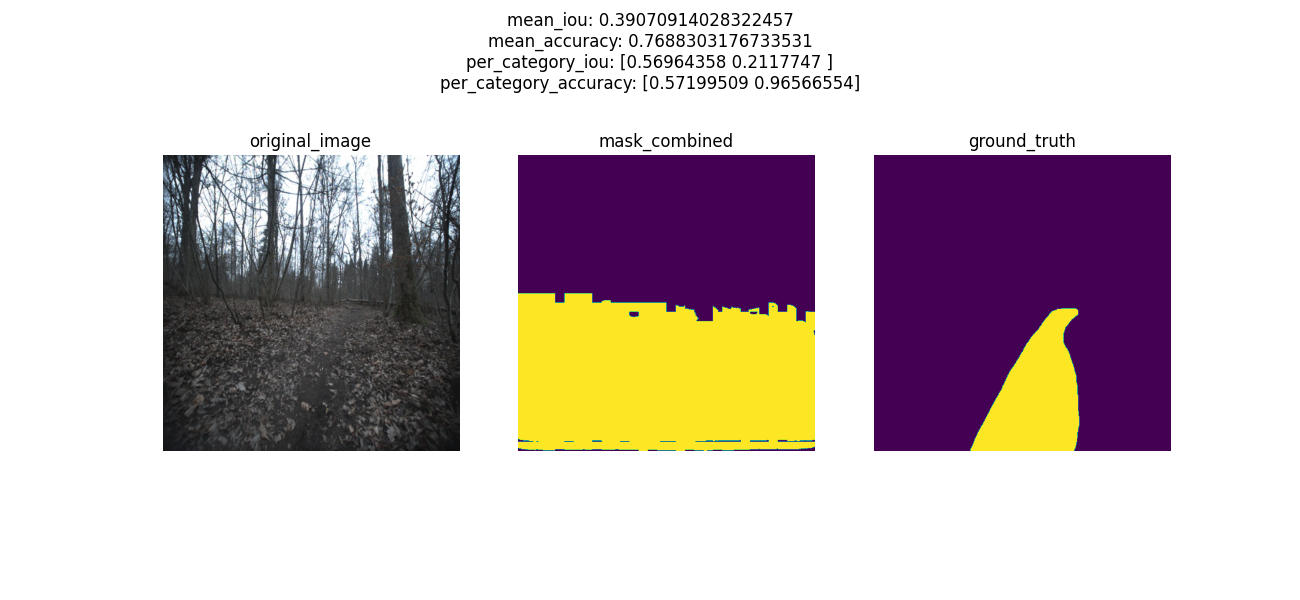 mean_iou: 0.39070914028322457
mean_accuracy: 0.7688303176733531
per_category_iou: [0.56964358 0.2117747 ]
per_category_accuracy: [0.57199509 0.96566554]
original_image
mask_combined
ground_truth